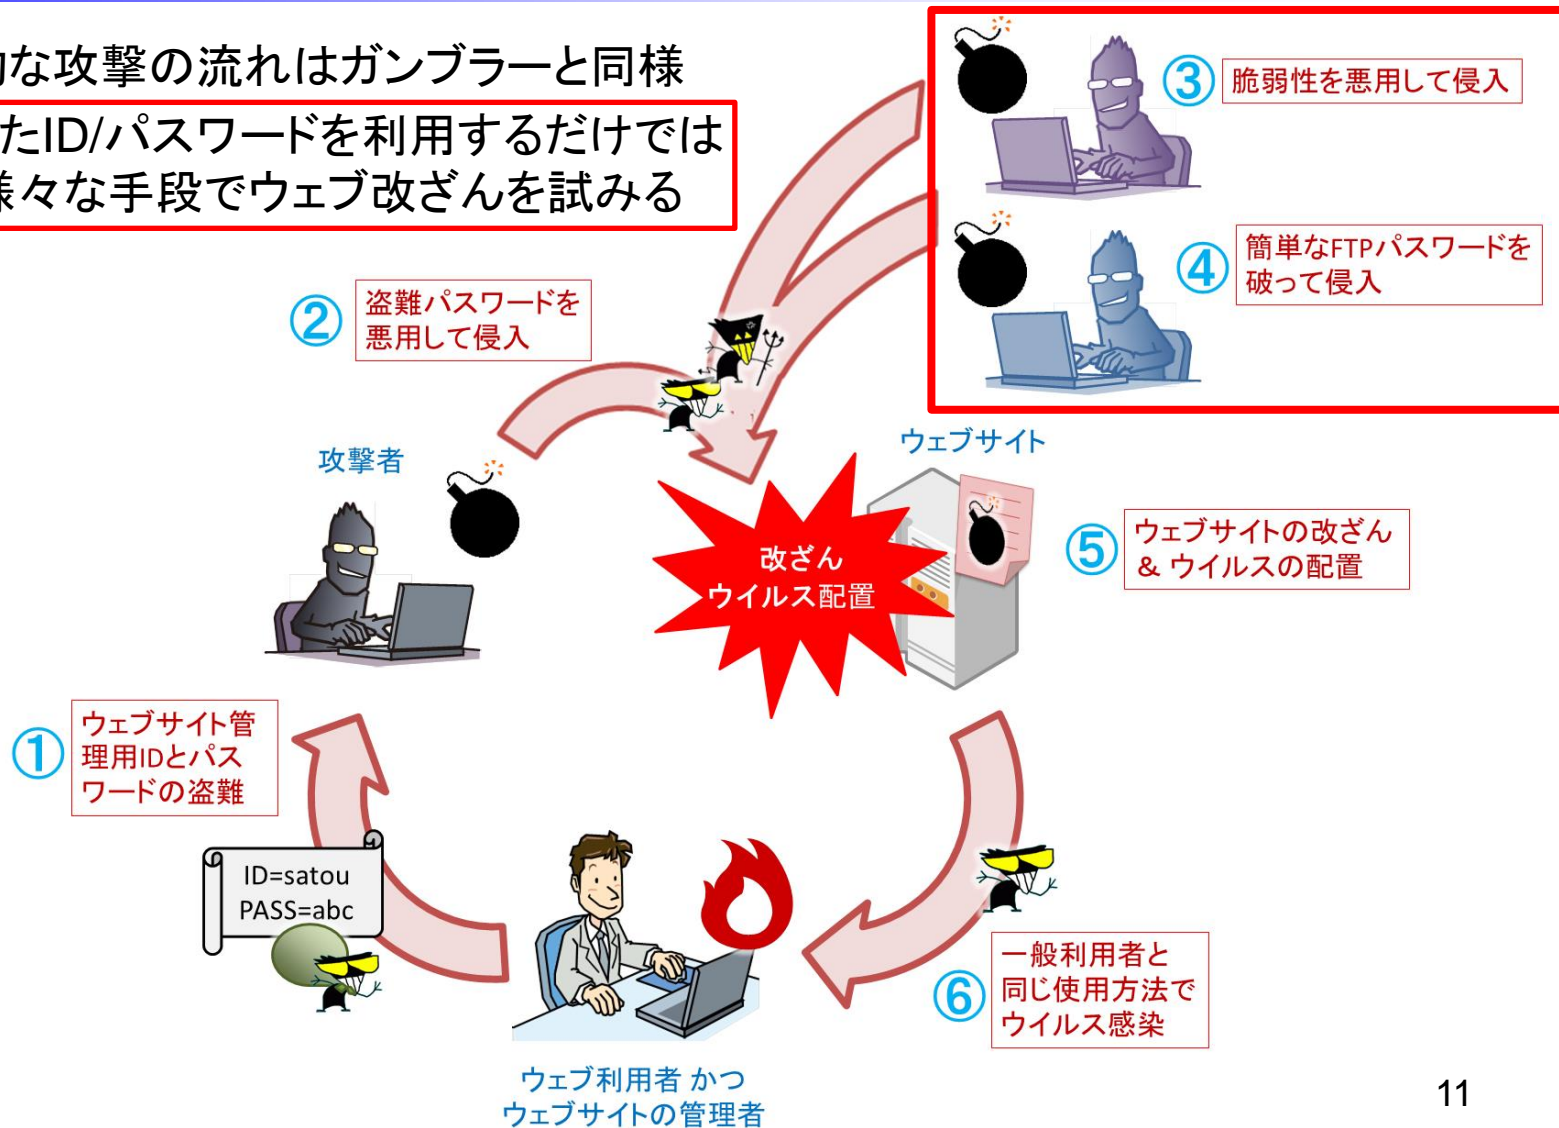 な攻撃の流れはガンブラーと同様
たID/パスワードを利用するだけでは
々な手段でウェブ改ざんを試みる
③
脆弱性を悪用して侵入
④
簡単なFTPパスワードを
破って侵入
②
盗難パスワードを
悪用して侵入
攻撃者
ウェブサイト
改ざん
ウイルス配置
⑤
ウェブサイトの改ざん
& ウイルスの配置
①
ウェブサイト管
理用IDとパス
ワードの盗難
ID=satou
PASS=abc
⑥
一般利用者と
同じ使用方法で
ウイルス感染
ウェブ利用者 かつ
ウェブサイトの管理者
11